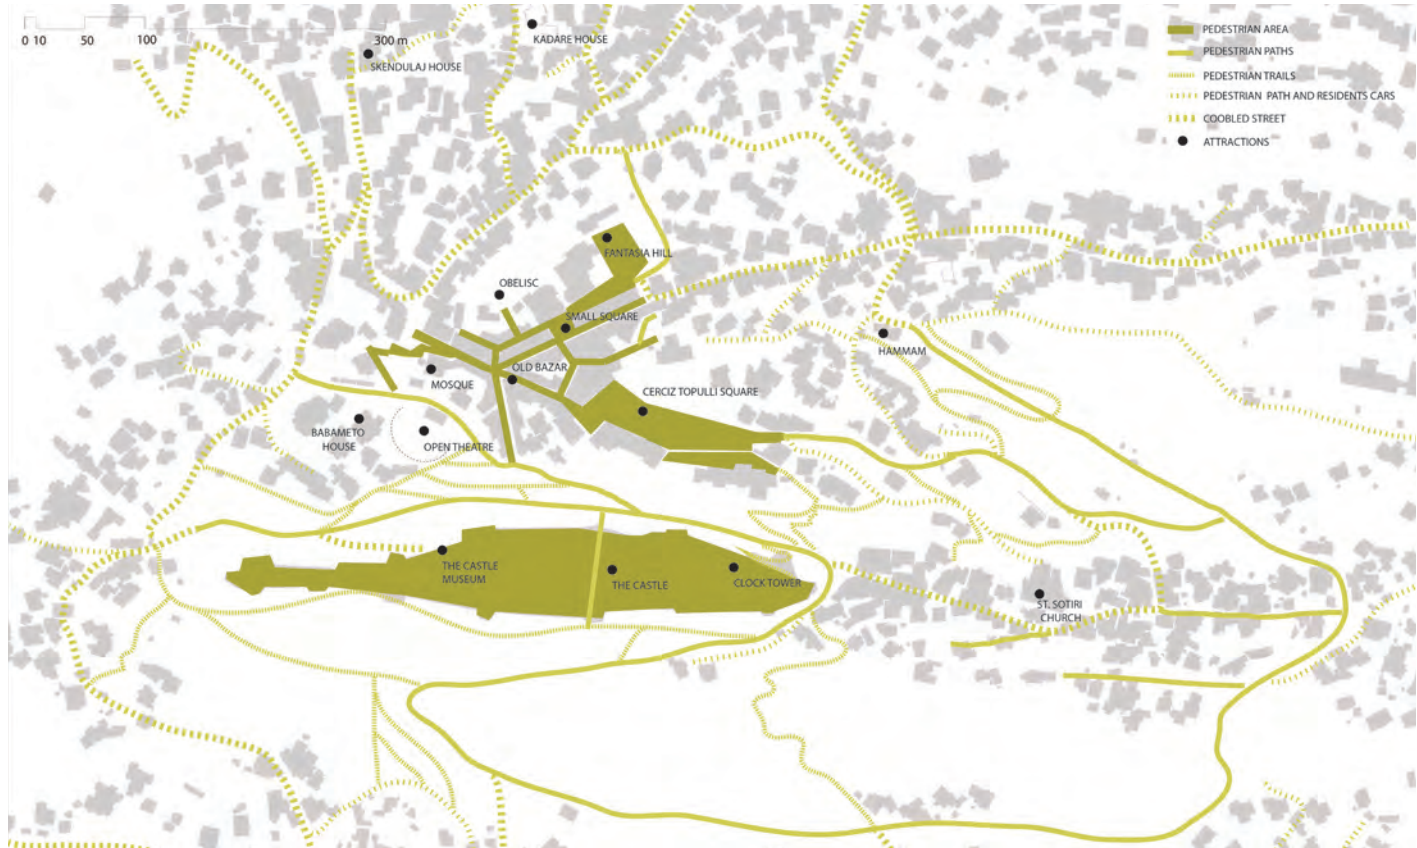 0 10 50 100 300 m
KADARE HOUSE
SKENDULAJ HOUSE
PEDESTRIAN AREA
PEDESTRIAN PATHS
PEDESTRIAN TRAILS
PEDESTRIAN PATH AND RESIDENTS CARS
COOBLED STREET
ATTRACTIONS
FANTASIA HILL
OBELISC
SMALL SQUARE
HAMMAM
OLD BAZAR
MOSQUE
CERCIZ TOPULLI SQUARE
BABAMETO
HOUSE
OPEN THEATRE
THE CASTLE
MUSEUM
THE CASTLE
CLOCK TOWER
ST. SOTIRI
CHURCH